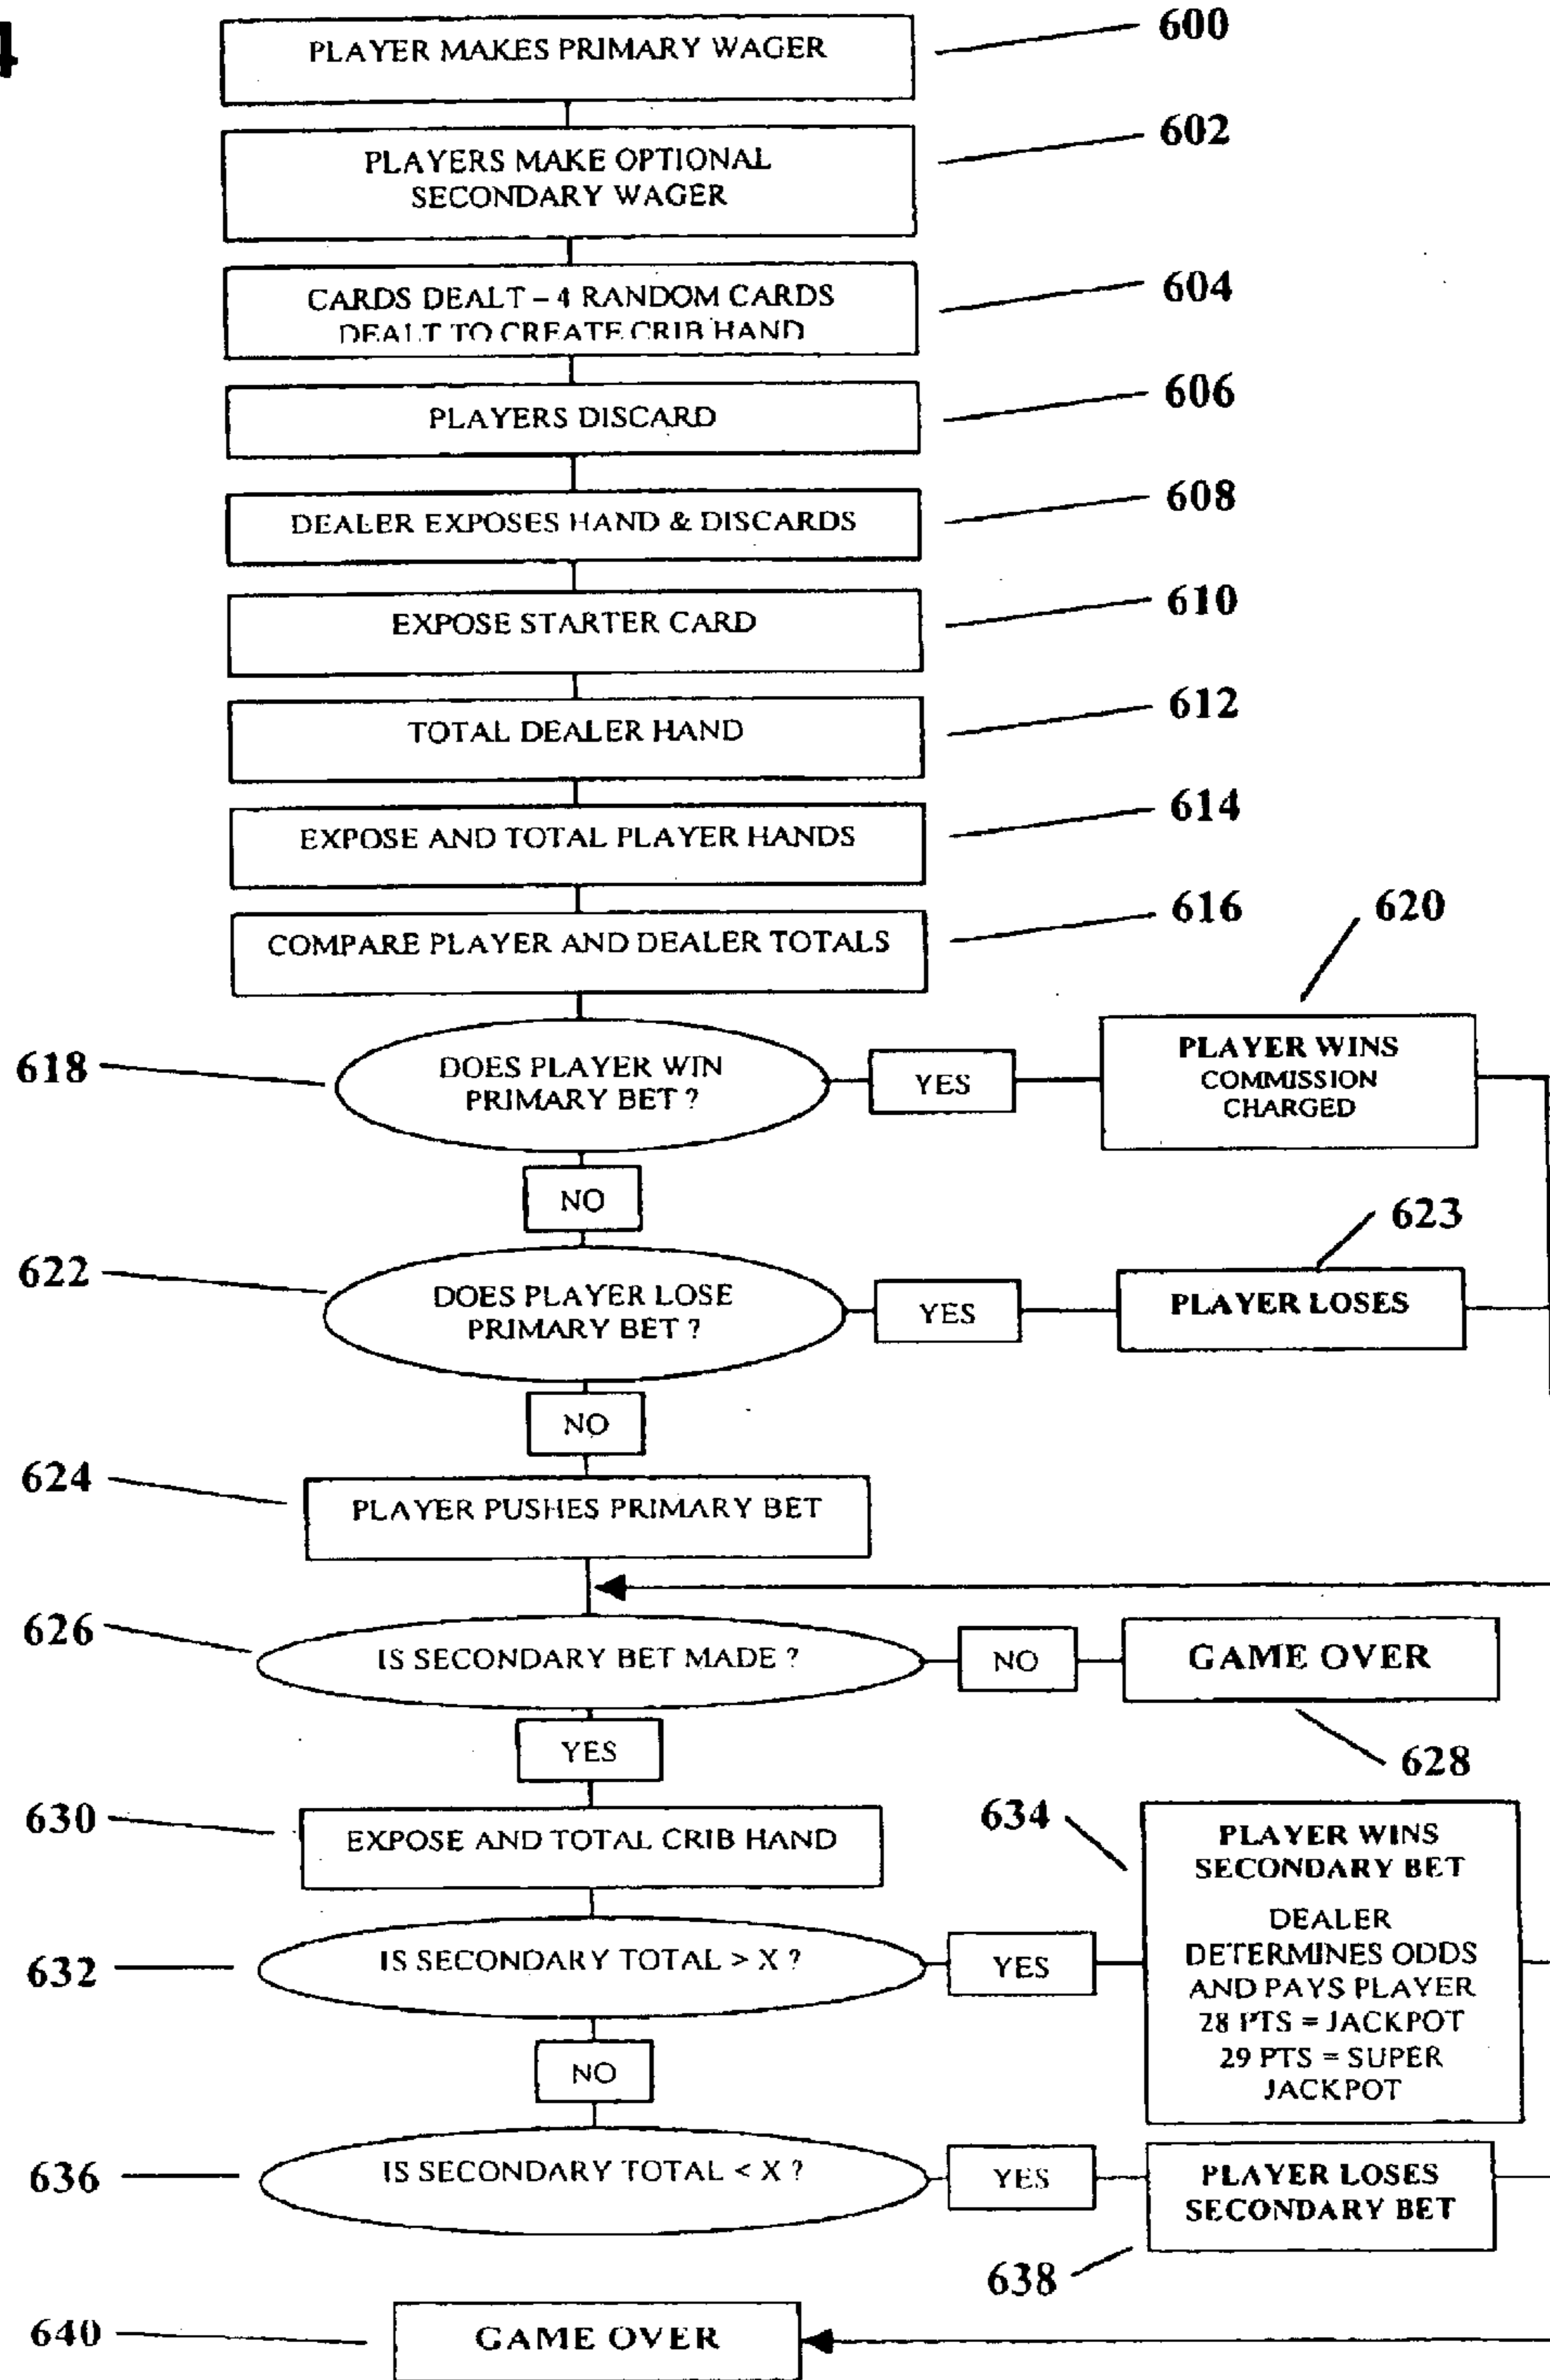 4
PLAYER MAKES PRIMARY WAGER
600
PLAYERS MAKE OPTIONAL
SECONDARY WAGER
602
CARDS DEALT – 4 RANDOM CARDS
DEALT TO CREATE CRIB HAND
604
PLAYERS DISCARD
606
DEALER EXPOSES HAND & DISCARDS
608
EXPOSE STARTER CARD
610
TOTAL DEALER HAND
612
EXPOSE AND TOTAL PLAYER HANDS
614
COMPARE PLAYER AND DEALER TOTALS
616
620
618
DOES PLAYER WIN
PRIMARY BET ?
YES
PLAYER WINS
COMMISSION
CHARGED
NO
623
622
DOES PLAYER LOSE
PRIMARY BET ?
YES
PLAYER LOSES
NO
624
PLAYER PUSHES PRIMARY BET
626
IS SECONDARY BET MADE ?
NO
GAME OVER
628
YES
630
EXPOSE AND TOTAL CRIB HAND
634
PLAYER WINS
SECONDARY BET
DEALER
DETERMINES ODDS
AND PAYS PLAYER
28 PTS = JACKPOT
29 PTS = SUPER
JACKPOT
632
IS SECONDARY TOTAL > X ?
YES
NO
636
IS SECONDARY TOTAL < X ?
YES
PLAYER LOSES
SECONDARY BET
638
640
GAME OVER